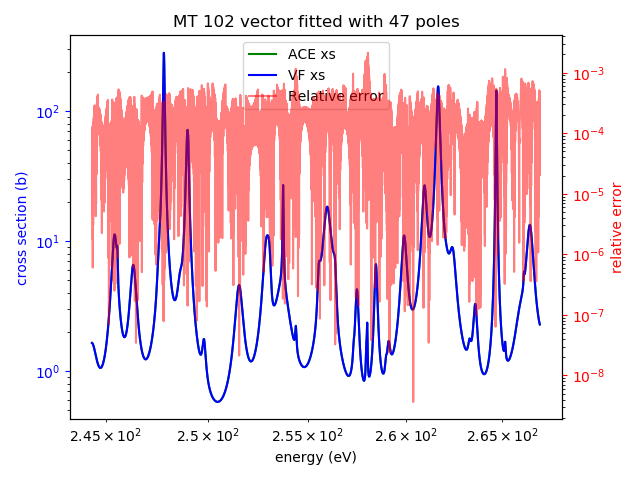 MT 102 vector fitted with 47 poles
ACE xs
VF xs
Relative error
cross section (b)
10²
10¹
10⁰
relative error
10⁻³
10⁻⁴
10⁻⁵
10⁻⁶
10⁻⁷
10⁻⁸
2.45 × 10² 2.5 × 10² 2.55 × 10² 2.6 × 10² 2.65 × 10²
energy (eV)